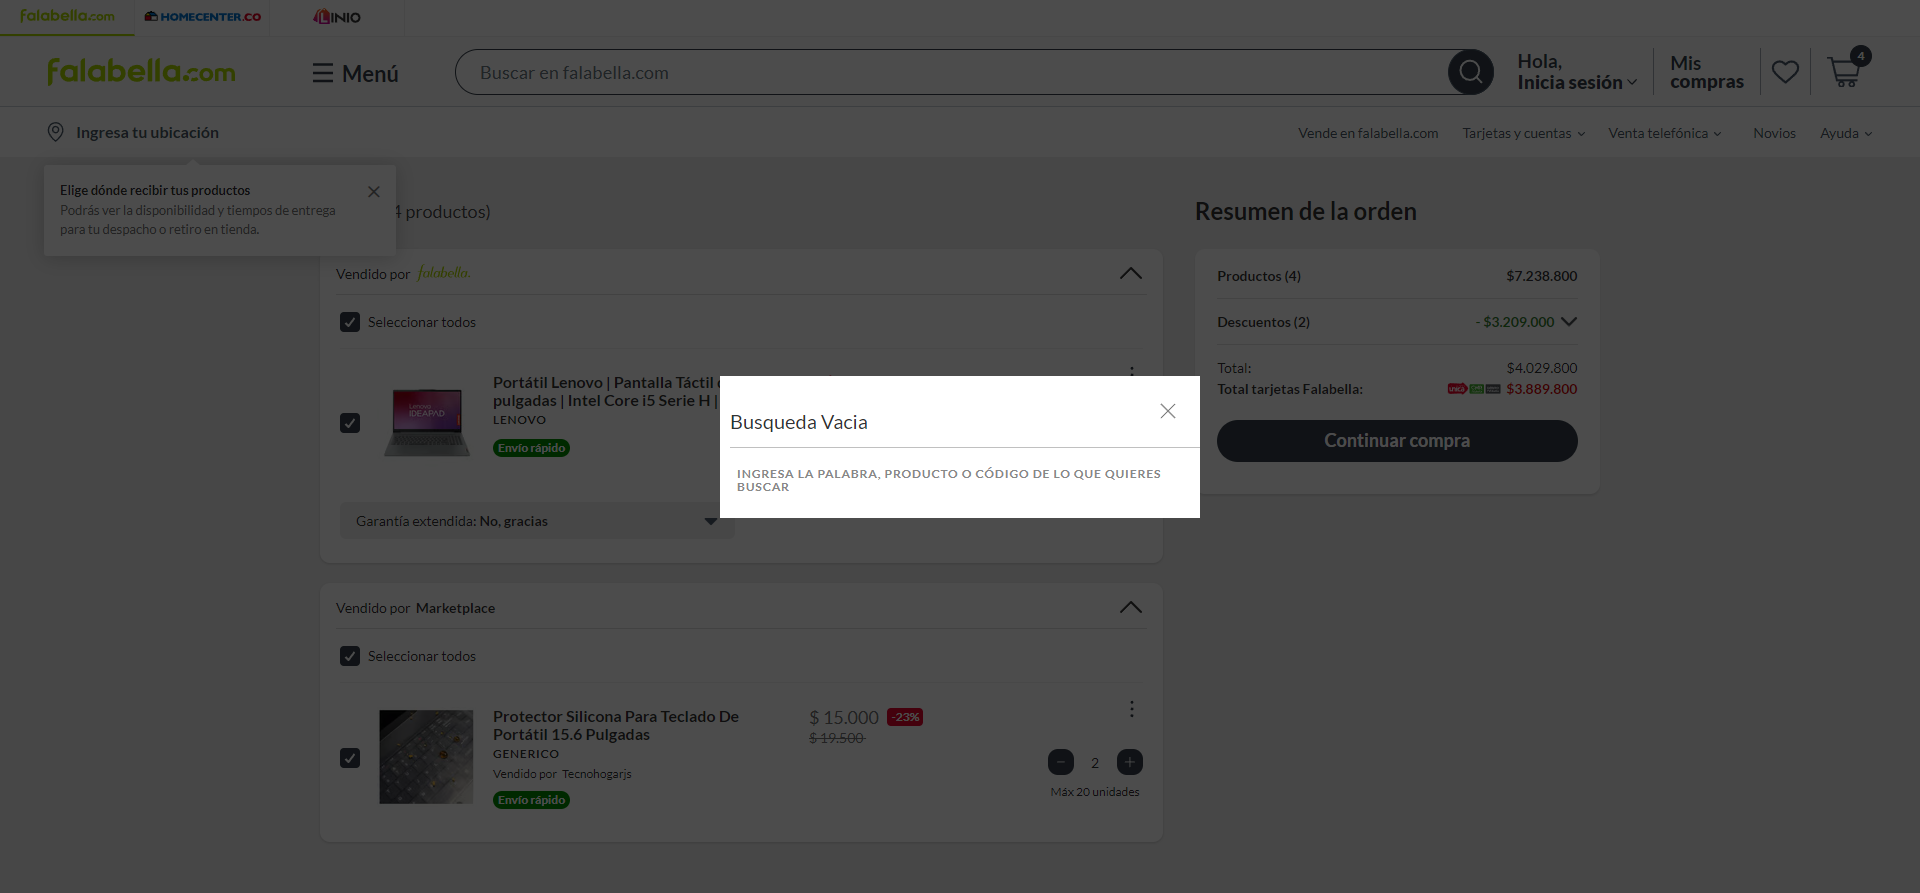 falabella.com
HOMECENTER.CO
LINIO
falabella.com
Menú
Buscar en falabella.com
Hola,
Inicia sesión
Mis
compras
4
Ingresa tu ubicación
Vende en falabella.com
Tarjetas y cuentas
Venta telefónica
Novios
Ayuda
Elige dónde recibir tus productos
Podrás ver la disponibilidad y tiempos de entrega
para tu despacho o retiro en tienda.
4 productos)
Resumen de la orden
Vendido por falabella.
Seleccionar todos
Portátil Lenovo | Pantalla Táctil
pulgadas | Intel Core i5 Serie H |
LENOVO
Envío rápido
Lenovo
IDEAPAD
Garantía extendida: No, gracias
Productos (4)
$7.238.800
Descuentos (2)
- $3.209.000
Total:
$4.029.800
Total tarjetas Falabella:
$3.889.800
Continuar compra
Busqueda Vacia
INGRESA LA PALABRA, PRODUCTO O CÓDIGO DE LO QUE QUIERES
BUSCAR
Vendido por Marketplace
Seleccionar todos
Protector Silicona Para Teclado De
Portátil 15.6 Pulgadas
GENERICO
Vendido por Tecnohogarjs
Envío rápido
$ 15.000 -23%
$ 19.500
2
Máx 20 unidades